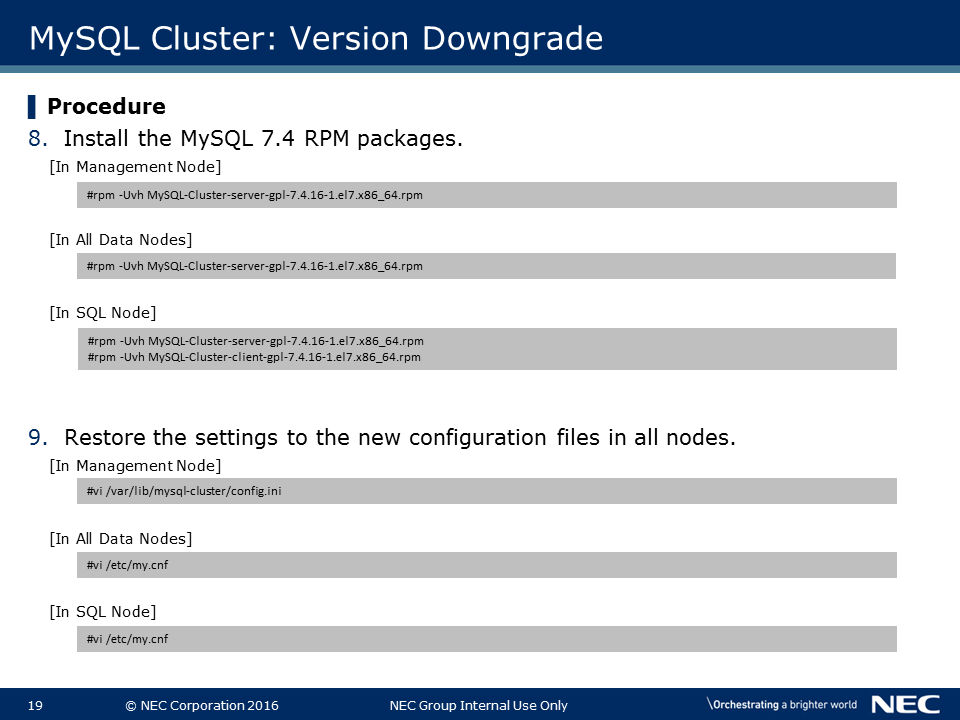 MySQL Cluster: Version Downgrade
Procedure
8. Install the MySQL 7.4 RPM packages.
[In Management Node]
#rpm -Uvh MySQL-Cluster-server-gpl-7.4.16-1.el7.x86_64.rpm
[In All Data Nodes]
#rpm -Uvh MySQL-Cluster-server-gpl-7.4.16-1.el7.x86_64.rpm
[In SQL Node]
#rpm -Uvh MySQL-Cluster-server-gpl-7.4.16-1.el7.x86_64.rpm
#rpm -Uvh MySQL-Cluster-client-gpl-7.4.16-1.el7.x86_64.rpm
9. Restore the settings to the new configuration files in all nodes.
[In Management Node]
#vi /var/lib/mysql-cluster/config.ini
[In All Data Nodes]
#vi /etc/my.cnf
[In SQL Node]
#vi /etc/my.cnf
19 © NEC Corporation 2016 NEC Group Internal Use Only \Orchestrating a brighter world NEC